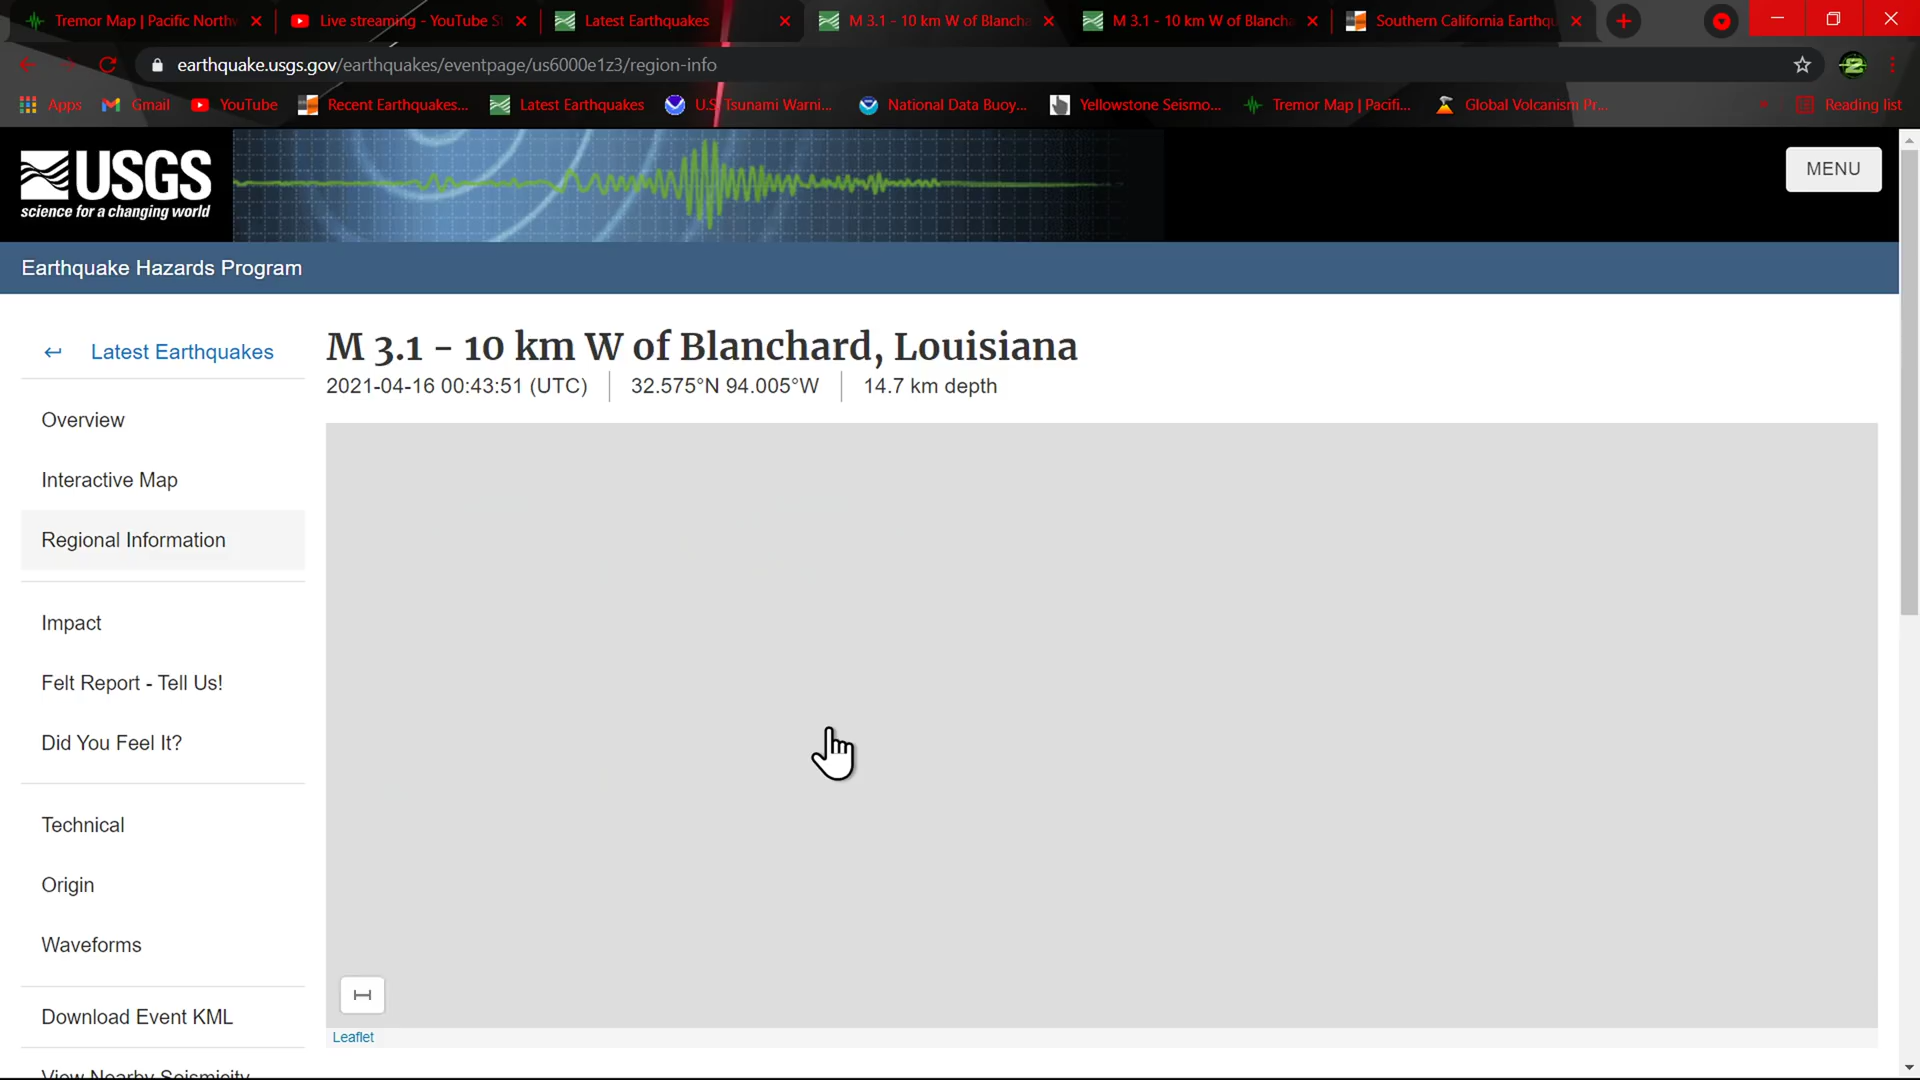 Tremor Map | Pacific Northw
Live streaming - YouTube S
Latest Earthquakes
M 3.1 - 10 km W of Blancha
M 3.1 - 10 km W of Blancha
Southern California Earthqu
earthquake.usgs.gov/earthquakes/eventpage/us6000e1z3/region-info
Apps
Gmail
YouTube
Recent Earthquakes...
Latest Earthquakes
U.S. Tsunami Warni...
National Data Buoy...
Yellowstone Seismo...
Tremor Map | Pacifi...
Global Volcanism Pr...
Reading list
USGS
science for a changing world
MENU
Earthquake Hazards Program
Latest Earthquakes
M 3.1 - 10 km W of Blanchard, Louisiana
2021-04-16 00:43:51 (UTC)
32.575°N 94.005°W
14.7 km depth
Overview
Interactive Map
Regional Information
Impact
Felt Report - Tell Us!
Did You Feel It?
Technical
Origin
Waveforms
Download Event KML
View Nearby Seismicity
Leaflet